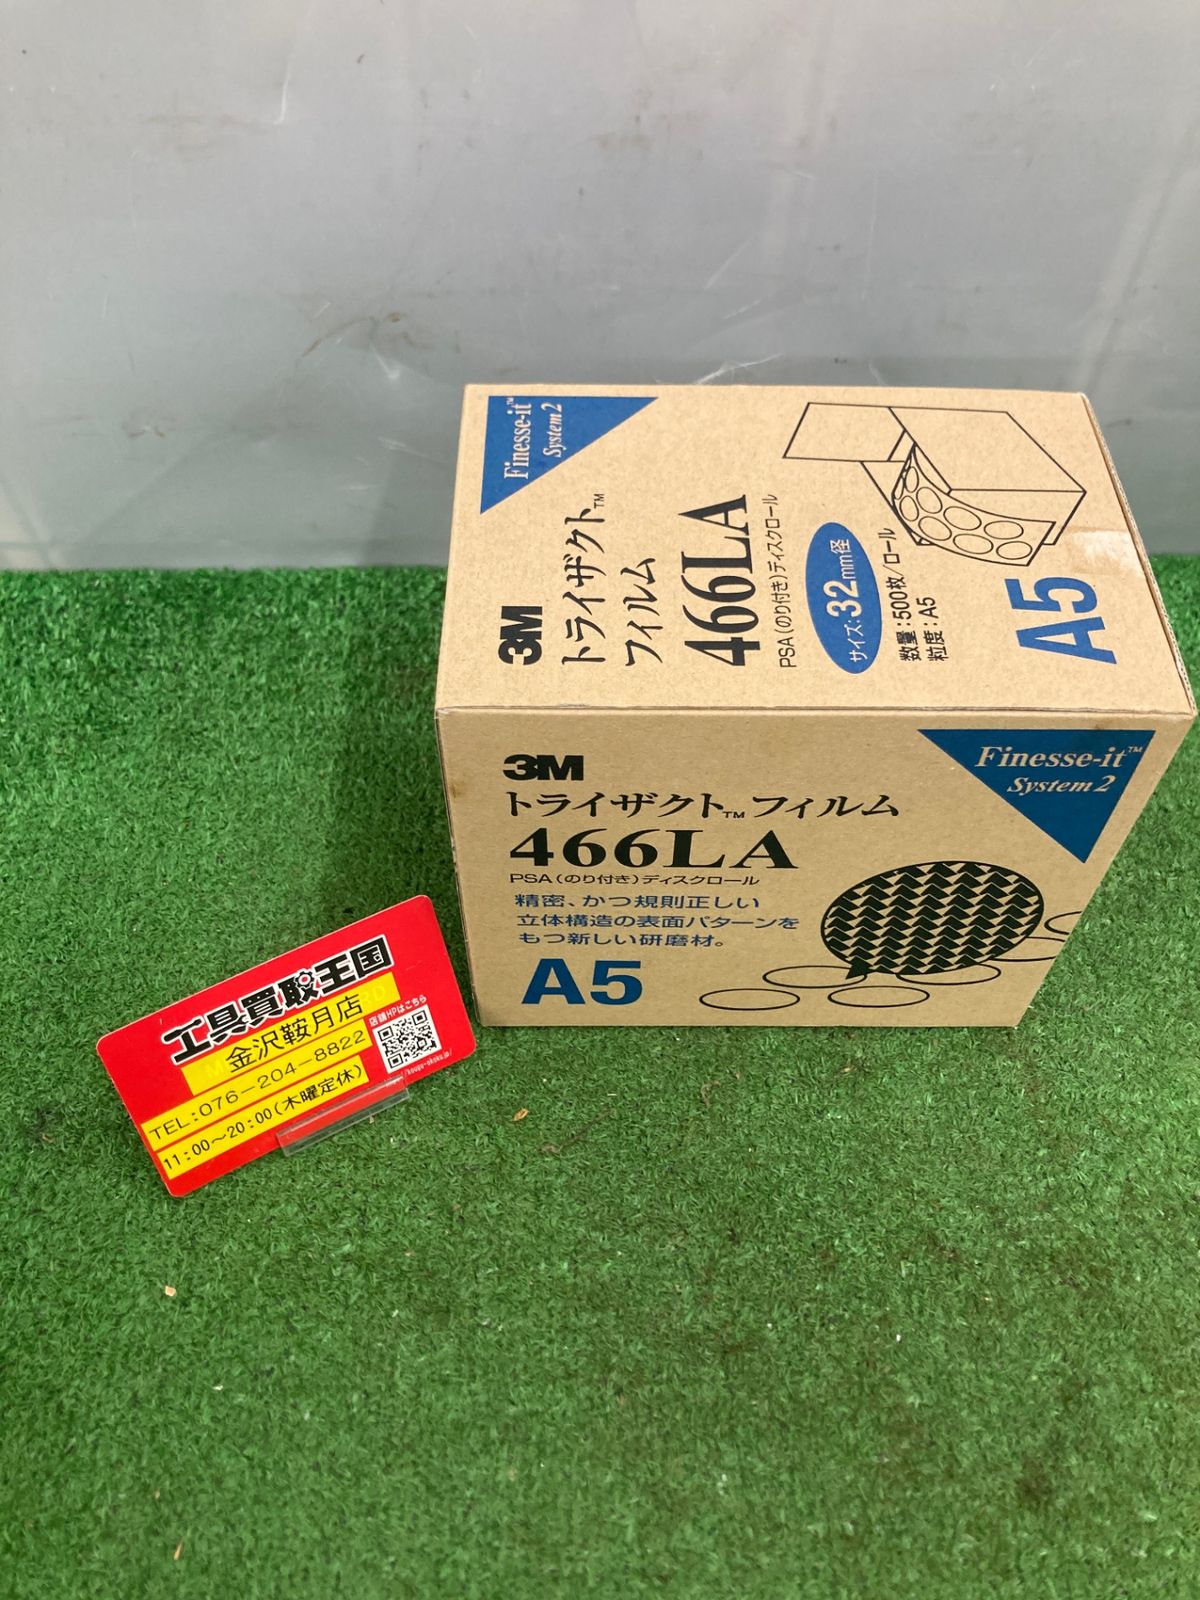 Finesse-it™
System 2
3M
トライザクト™
フィルム
466LA
PSA(のり付き)ディスクロール
サイズ:32mm径
数量:500枚/ロール
粒度:A5
A5
3M
トライザクト™フィルム
466LA
PSA(のり付き)ディスクロール
精密、かつ規則正しい
立体構造の表面パターンを
もつ新しい研磨材。
A5
Finesse-it™
System 2
工具買取王国
金沢鞍月店
店舗HPはこちら
TEL:076-204-8822
11:00～20:00(木曜定休)